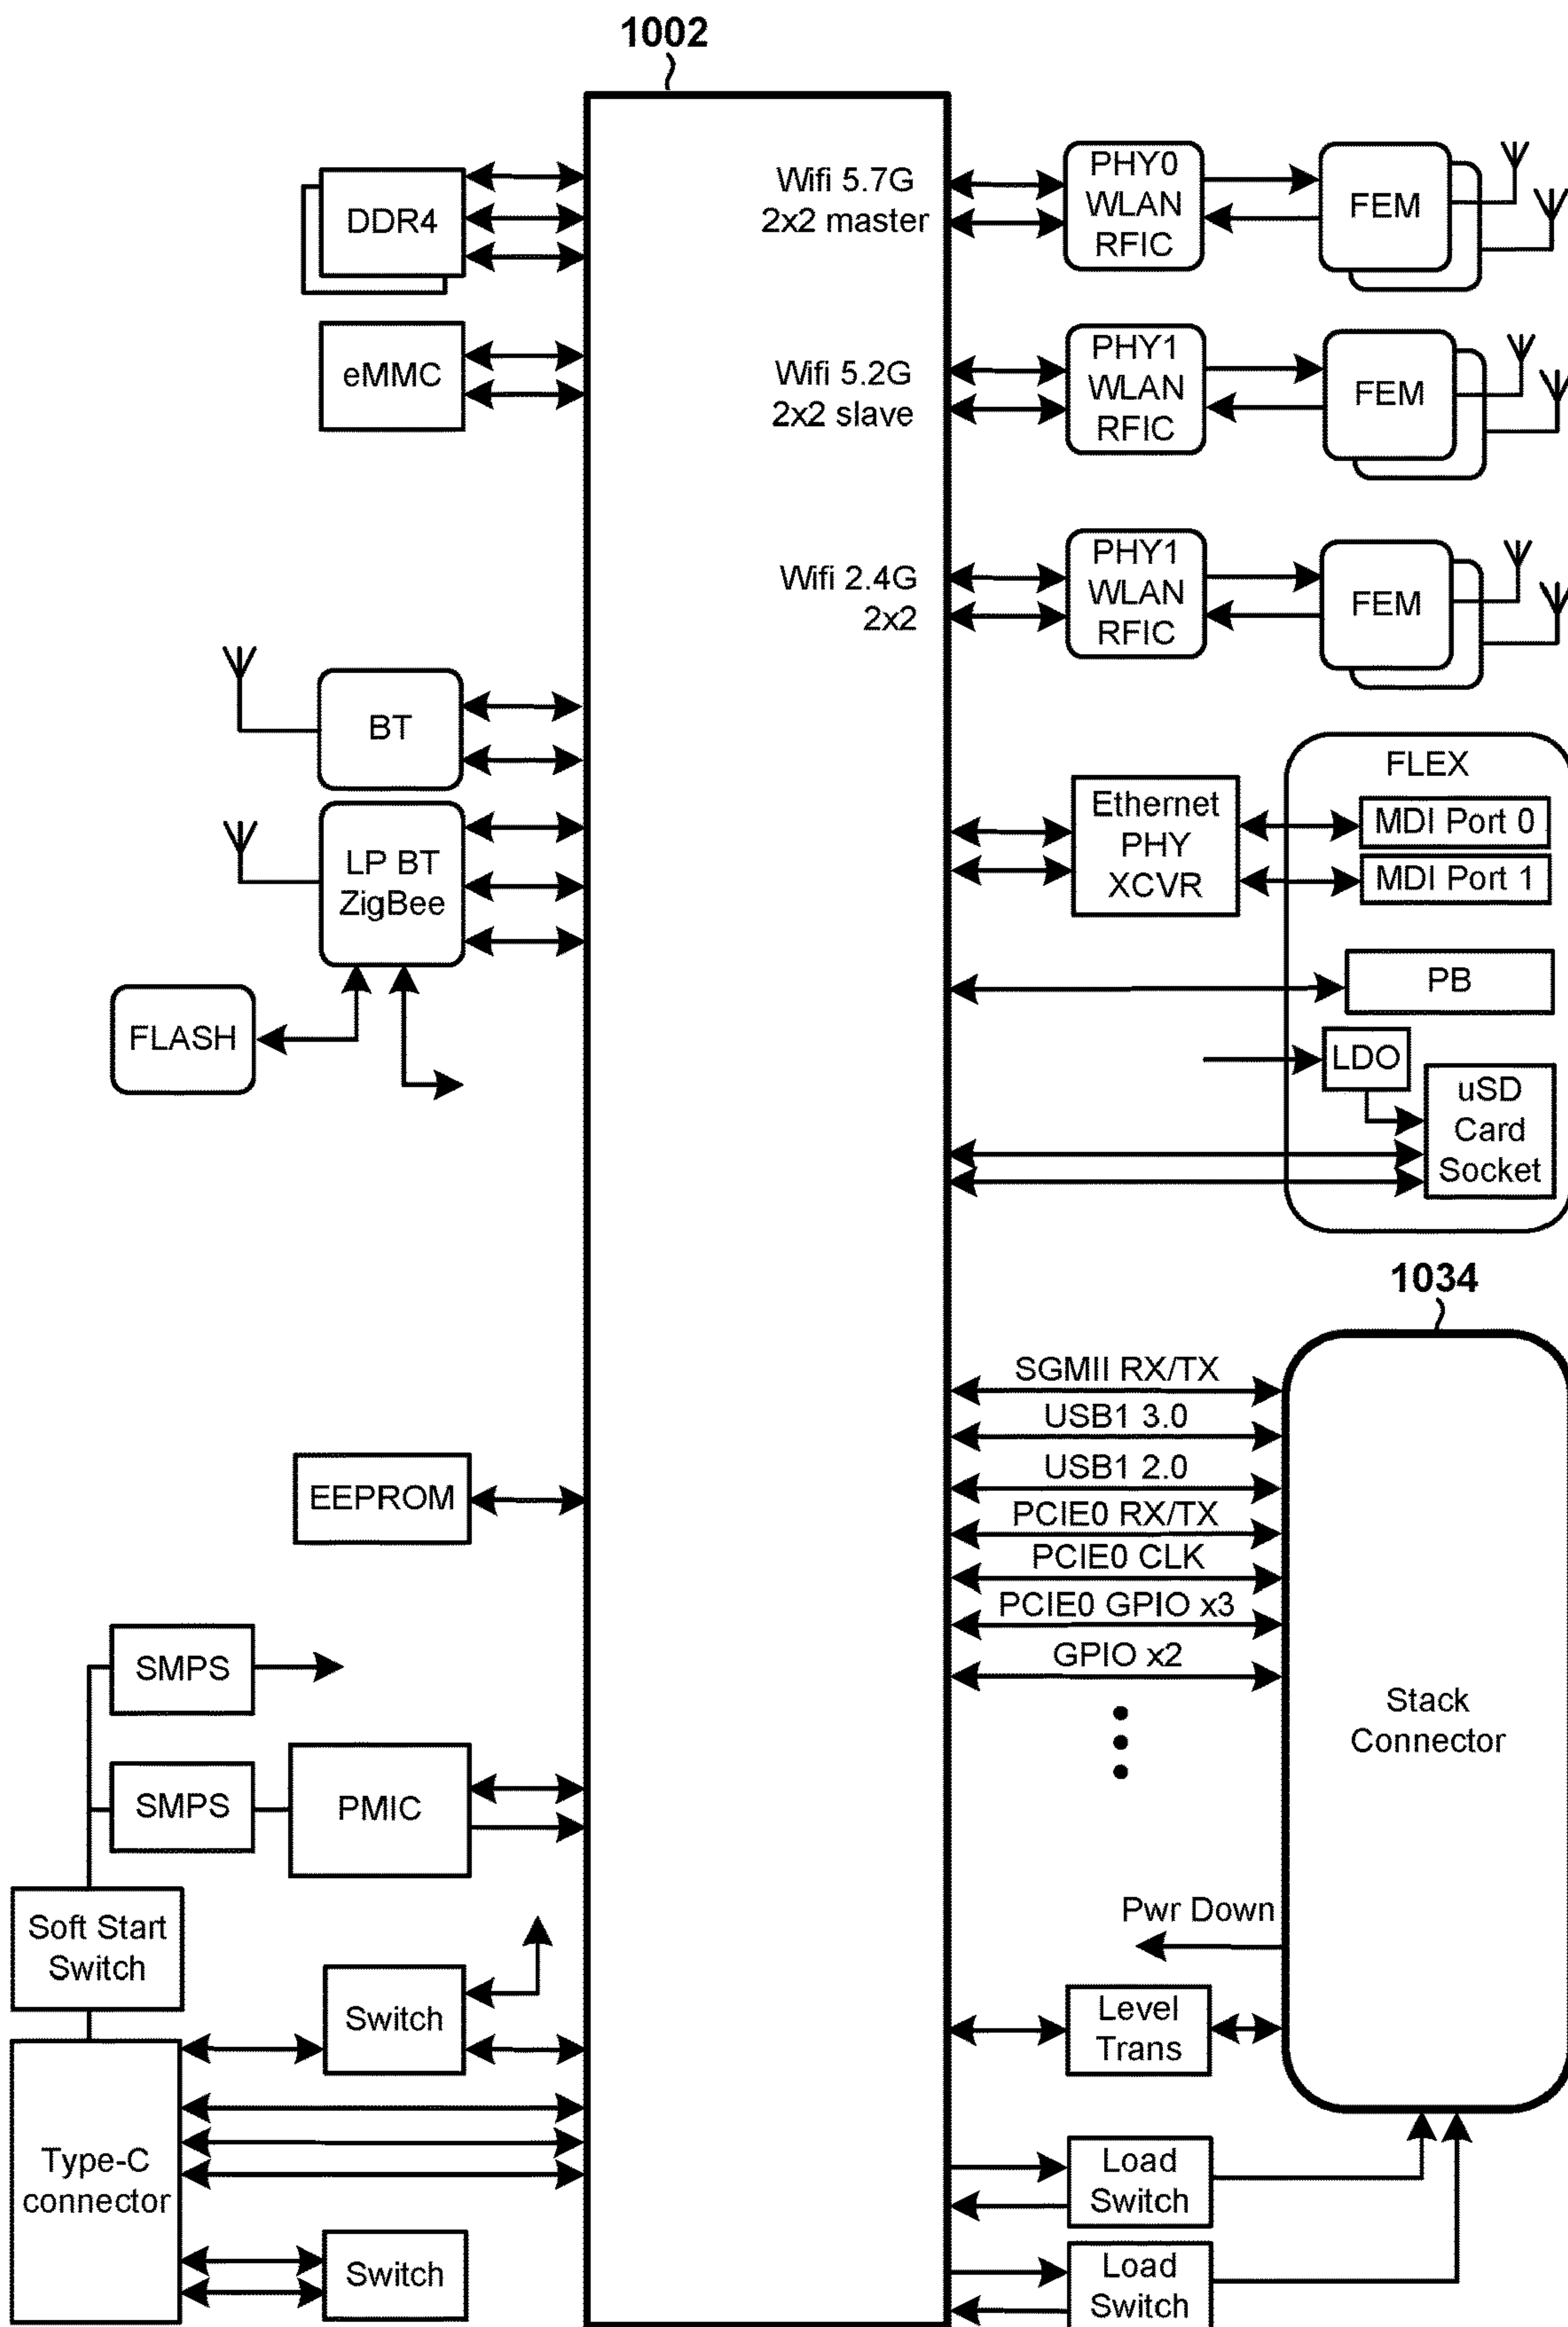 1002
DDR4
eMMC
BT
LP BT
ZigBee
FLASH
EEPROM
SMPS
SMPS
PMIC
Soft Start
Switch
Switch
Type-C
connector
Switch
Wifi 5.7G
2x2 master
Wifi 5.2G
2x2 slave
Wifi 2.4G
2x2
PHY0
WLAN
RFIC
FEM
PHY1
WLAN
RFIC
FEM
PHY1
WLAN
RFIC
FEM
Ethernet
PHY
XCVR
FLEX
MDI Port 0
MDI Port 1
PB
LDO
uSD
Card
Socket
1034
SGMII RX/TX
USB1 3.0
USB1 2.0
PCIE0 RX/TX
PCIE0 CLK
PCIE0 GPIO x3
GPIO x2
Stack
Connector
Pwr Down
Level
Trans
Load
Switch
Load
Switch